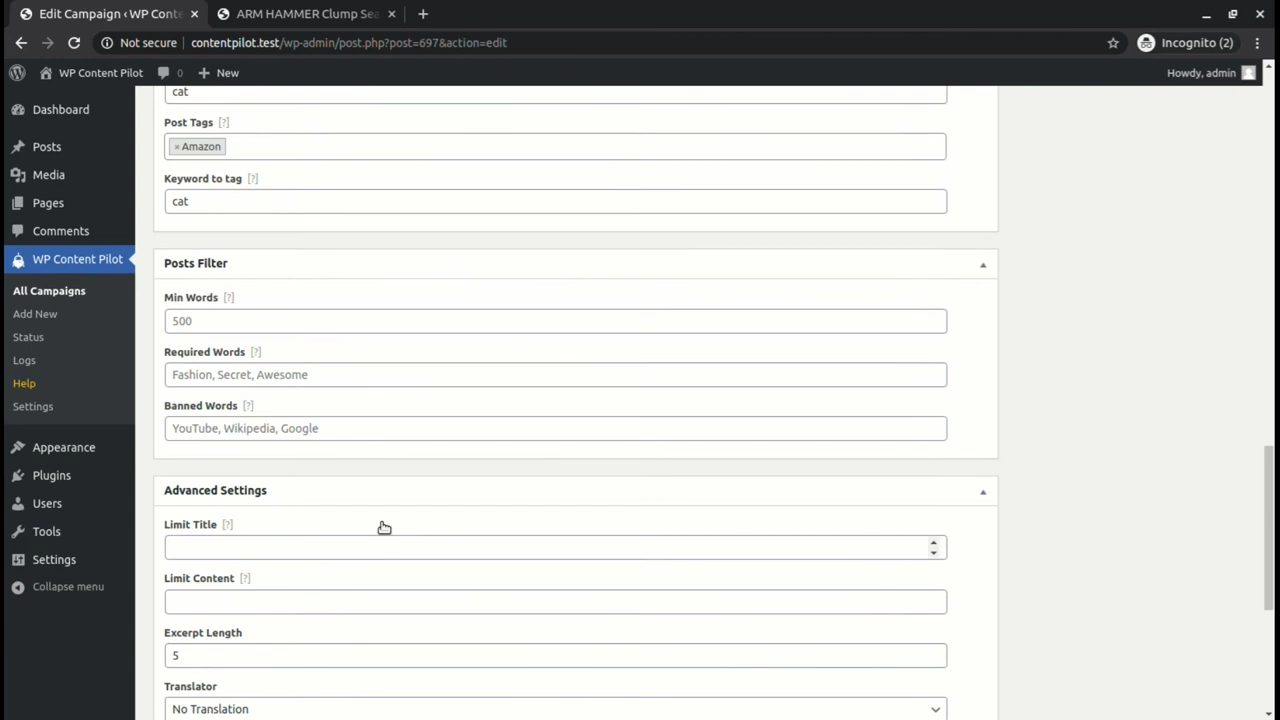 Edit Campaign ‹ WP Conte
ARM HAMMER Clump Sea
Not secure contentpilot.test/wp-admin/post.php?post=697&action=edit Incognito (2)
WP Content Pilot 0 New Howdy, admin
Dashboard
Posts
Media
Pages
Comments
WP Content Pilot
All Campaigns
Add New
Status
Logs
Help
Settings
Appearance
Plugins
Users
Tools
Settings
Collapse menu
cat
Post Tags [?]
× Amazon
Keyword to tag [?]
cat
Posts Filter
Min Words [?]
500
Required Words [?]
Fashion, Secret, Awesome
Banned Words [?]
YouTube, Wikipedia, Google
Advanced Settings
Limit Title [?]
Limit Content [?]
Excerpt Length
5
Translator
No Translation